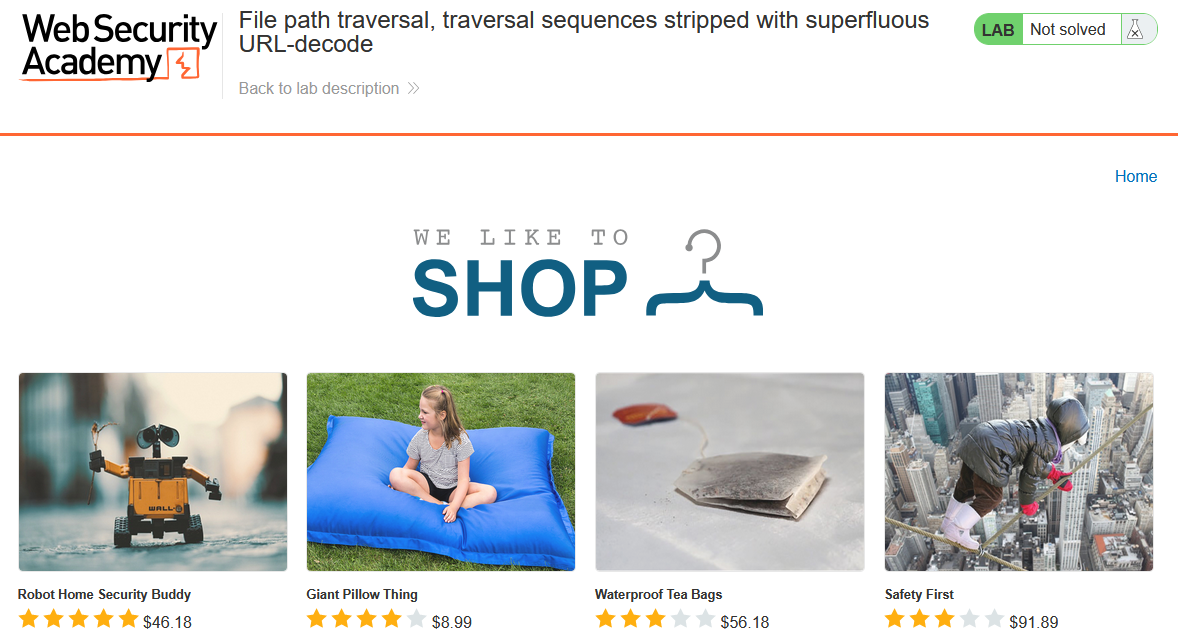 Web Security
Academy
File path traversal, traversal sequences stripped with superfluous
URL-decode
Back to lab description
LAB Not solved
Home
WE LIKE TO
SHOP
WALL-E
Robot Home Security Buddy
$46.18
Giant Pillow Thing
$8.99
Waterproof Tea Bags
$56.18
Safety First
$91.89